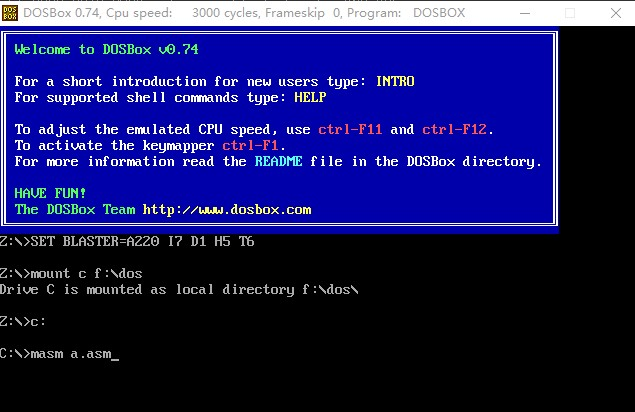 DOS
BOX
DOSBox 0.74, Cpu speed: 3000 cycles, Frameskip 0, Program: DOSBOX
Welcome to DOSBox v0.74
For a short introduction for new users type: INTRO
For supported shell commands type: HELP
To adjust the emulated CPU speed, use ctrl-F11 and ctrl-F12.
To activate the keymapper ctrl-F1.
For more information read the README file in the DOSBox directory.
HAVE FUN!
The DOSBox Team http://www.dosbox.com
Z:\>SET BLASTER=A220 I7 D1 H5 T6
Z:\>mount c f:\dos
Drive C is mounted as local directory f:\dos\
Z:\>c:
C:\>masm a.asm_